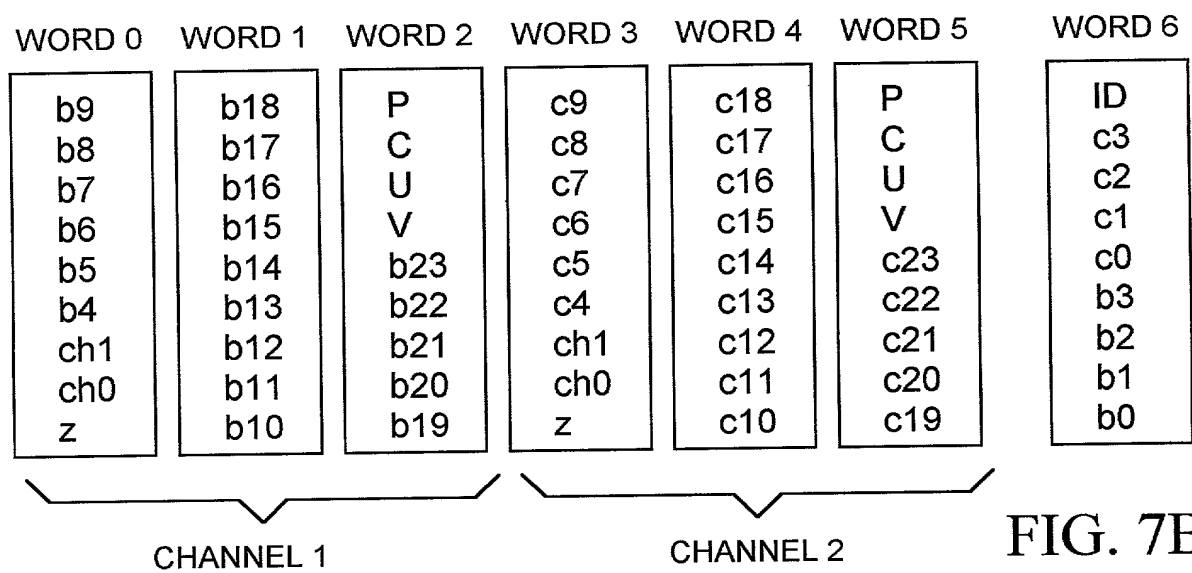 WORD 0 WORD 1 WORD 2 WORD 3 WORD 4 WORD 5 WORD 6
b9 b18 P c9 c18 P ID
b8 b17 C c8 c17 C c3
b7 b16 U c7 c16 U c2
b6 b15 V c6 c15 V c1
b5 b14 b23 c5 c14 c23 c0
b4 b13 b22 c4 c13 c22 b3
ch1 b12 b21 ch1 c12 c21 b2
ch0 b11 b20 ch0 c11 c20 b1
z b10 b19 z c10 c19 b0
CHANNEL 1 CHANNEL 2
FIG. 7B